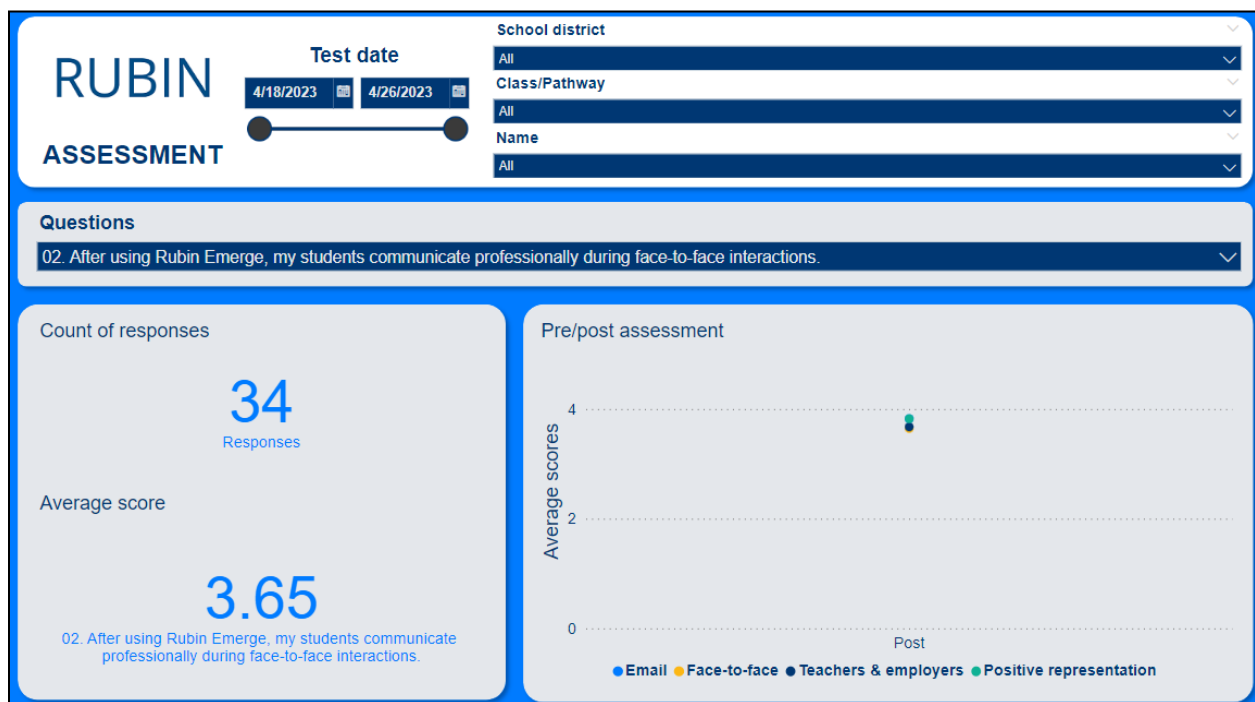 RUBIN
ASSESSMENT
Test date
4/18/2023 4/26/2023
School district
All
Class/Pathway
All
Name
All
Questions
02. After using Rubin Emerge, my students communicate professionally during face-to-face interactions.
Count of responses
34
Responses
Average score
3.65
02. After using Rubin Emerge, my students communicate
professionally during face-to-face interactions.
Pre/post assessment
Average scores
4
2
0
Post
Email Face-to-face Teachers & employers Positive representation